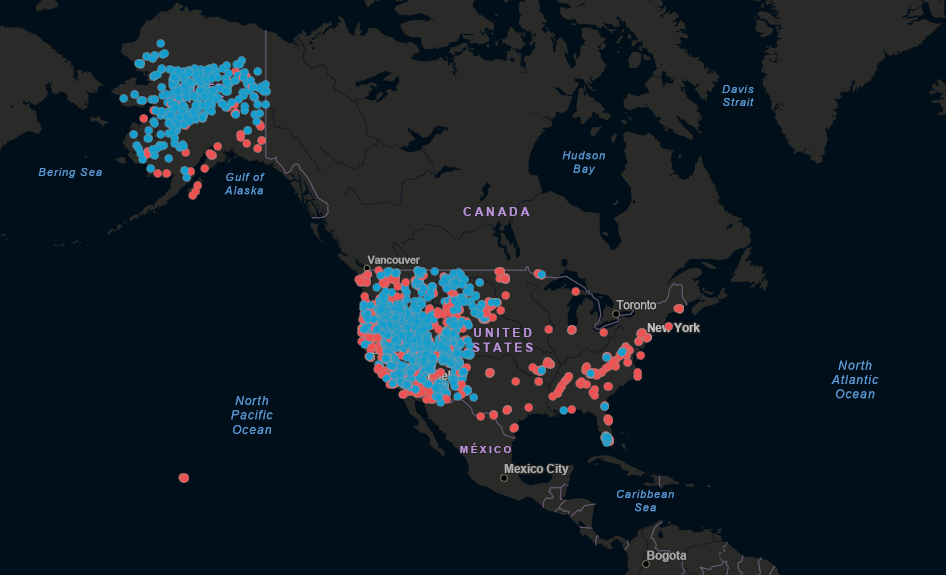 Davis
Strait
Hudson
Bay
Bering Sea
Gulf of
Alaska
CANADA
Vancouver
Toronto
New York
UNITED
STATES
North
Pacific
Ocean
North
Atlantic
Ocean
MÉXICO
Mexico City
Caribbean
Sea
Bogota